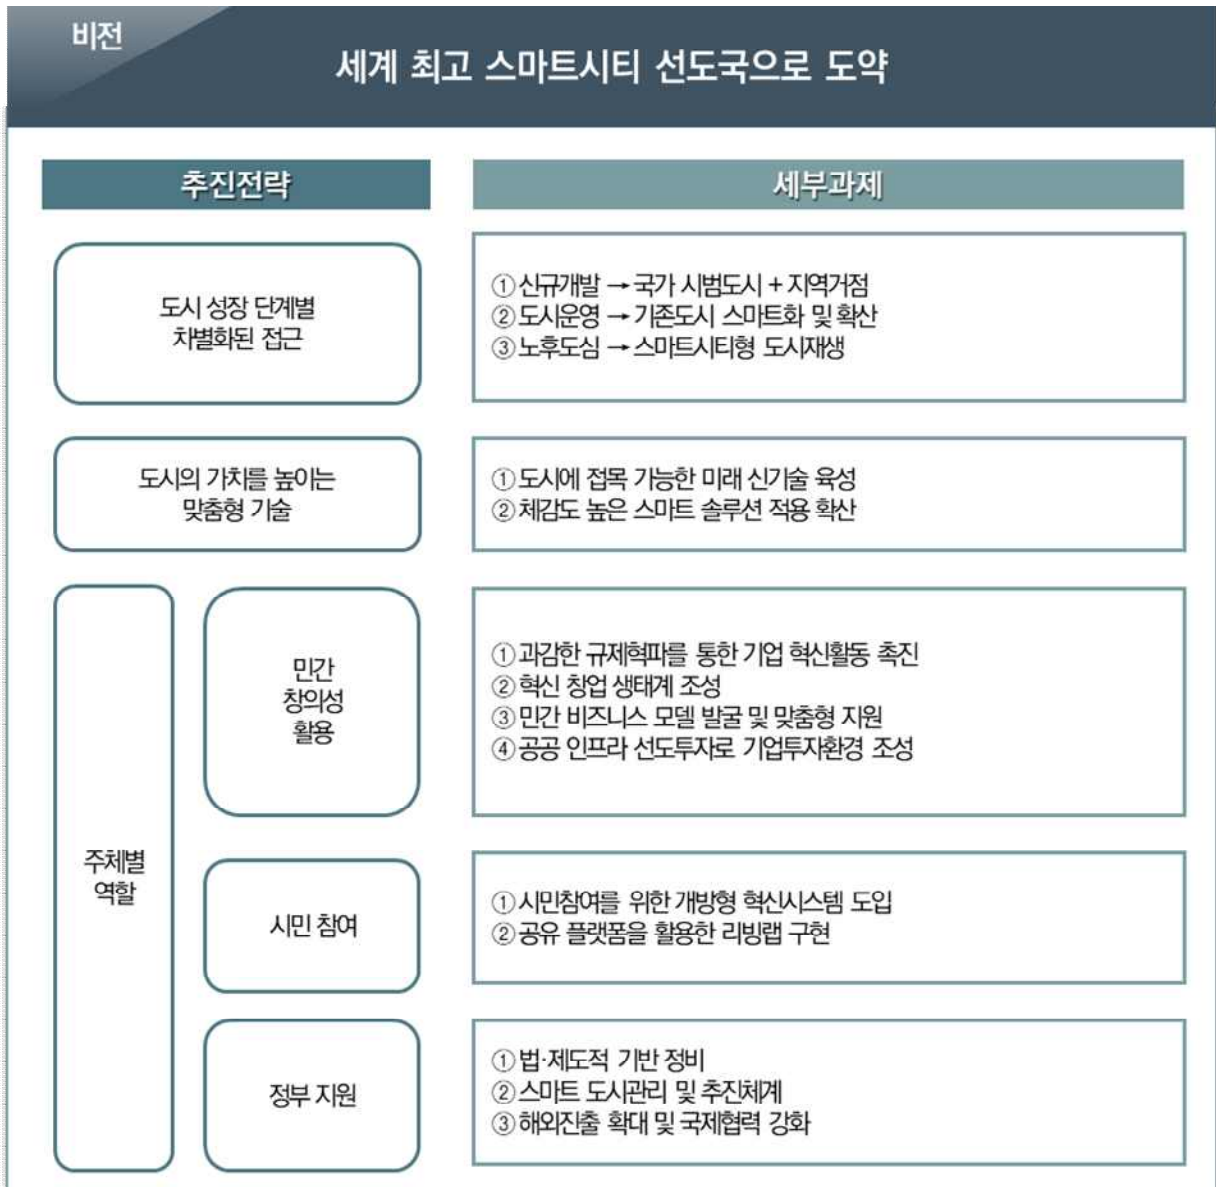 비전
세계 최고 스마트시티 선도국으로 도약
추진전략
세부과제
도시 성장 단계별
차별화된 접근
① 신규개발 → 국가 시범도시 + 지역거점
② 도시운영 → 기존도시 스마트화 및 확산
③ 노후도심 → 스마트시티형 도시재생
도시의 가치를 높이는
맞춤형 기술
① 도시에 접목 가능한 미래 신기술 육성
② 체감도 높은 스마트 솔루션 적용 확산
주체별
역할
민간
창의성
활용
① 과감한 규제혁파를 통한 기업 혁신활동 촉진
② 혁신 창업 생태계 조성
③ 민간 비즈니스 모델 발굴 및 맞춤형 지원
④ 공공 인프라 선도투자로 기업투자환경 조성
시민 참여
① 시민참여를 위한 개방형 혁신시스템 도입
② 공유 플랫폼을 활용한 리빙랩 구현
정부 지원
① 법·제도적 기반 정비
② 스마트 도시관리 및 추진체계
③ 해외진출 확대 및 국제협력 강화